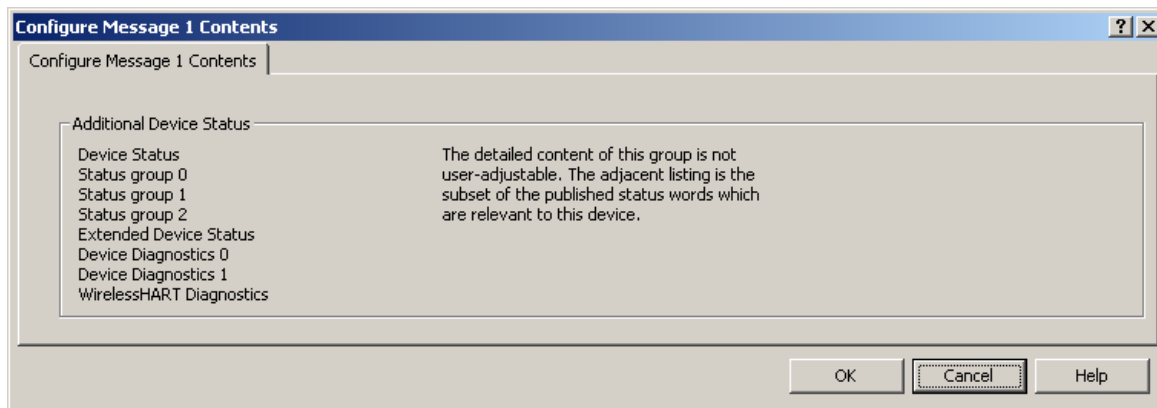 Configure Message 1 Contents
Configure Message 1 Contents
Additional Device Status
Device Status
Status group 0
Status group 1
Status group 2
Extended Device Status
Device Diagnostics 0
Device Diagnostics 1
WirelessHART Diagnostics
The detailed content of this group is not
user-adjustable. The adjacent listing is the
subset of the published status words which
are relevant to this device.
OK
Cancel
Help